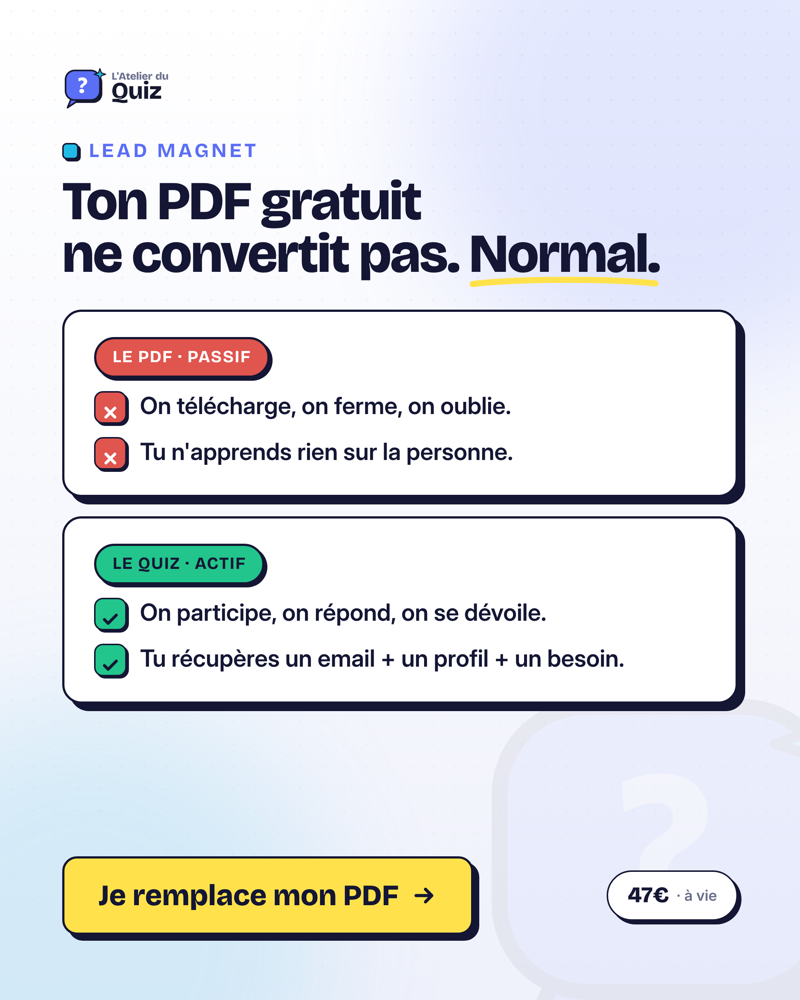 ?
L'Atelier du
Quiz
LEAD MAGNET
Ton PDF gratuit
ne convertit pas. Normal.
LE PDF · PASSIF
On télécharge, on ferme, on oublie.
Tu n'apprends rien sur la personne.
LE QUIZ · ACTIF
On participe, on répond, on se dévoile.
Tu récupères un email + un profil + un besoin.
?
Je remplace mon PDF →
47€ · à vie